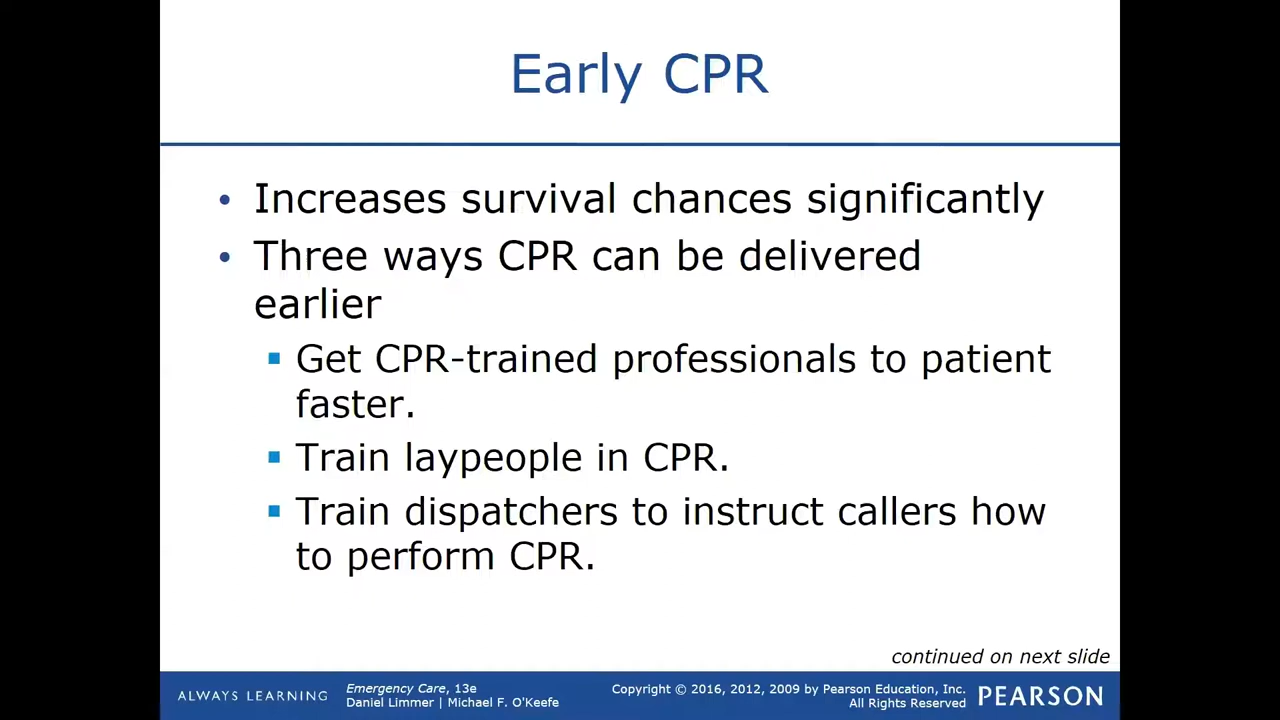 Early CPR
• Increases survival chances significantly
• Three ways CPR can be delivered
earlier
▪ Get CPR-trained professionals to patient
faster.
▪ Train laypeople in CPR.
▪ Train dispatchers to instruct callers how
to perform CPR.
continued on next slide
ALWAYS LEARNING
Emergency Care, 13e
Daniel Limmer | Michael F. O'Keefe
Copyright © 2016, 2012, 2009 by Pearson Education, Inc.
All Rights Reserved
PEARSON